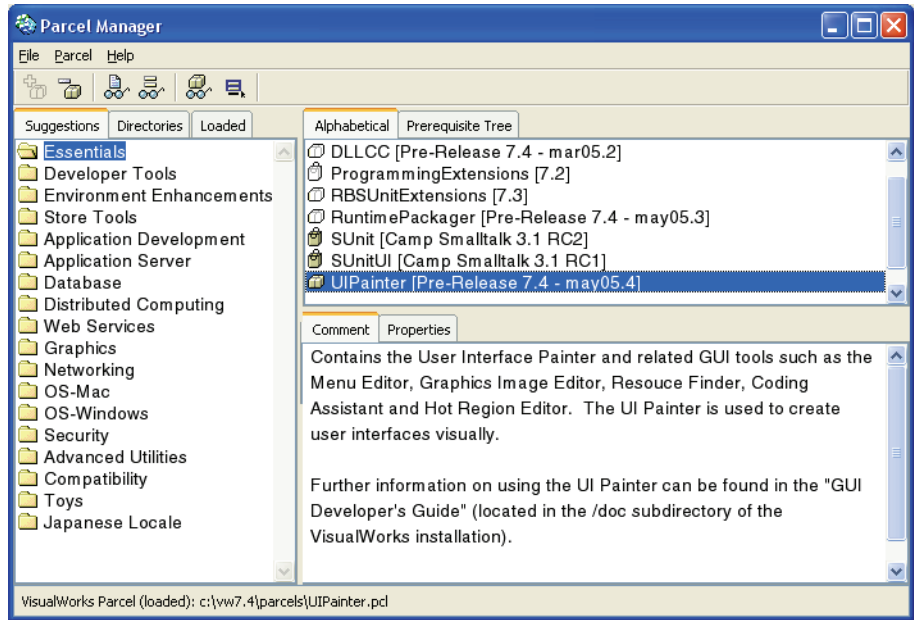 Parcel Manager
File Parcel Help
Suggestions Directories Loaded
Essentials
Developer Tools
Environment Enhancements
Store Tools
Application Development
Application Server
Database
Distributed Computing
Web Services
Graphics
Networking
OS-Mac
OS-Windows
Security
Advanced Utilities
Compatibility
Toys
Japanese Locale
Alphabetical Prerequisite Tree
DLLCC [Pre-Release 7.4 - mar05.2]
ProgrammingExtensions [7.2]
RBSUnitExtensions [7.3]
RuntimePackager [Pre-Release 7.4 - may05.3]
SUnit [Camp Smalltalk 3.1 RC2]
SUnitUI [Camp Smalltalk 3.1 RC1]
UIPainter [Pre-Release 7.4 - may05.4]
Comment Properties
Contains the User Interface Painter and related GUI tools such as the
Menu Editor, Graphics Image Editor, Resouce Finder, Coding
Assistant and Hot Region Editor. The UI Painter is used to create
user interfaces visually.
Further information on using the UI Painter can be found in the "GUI
Developer's Guide" (located in the /doc subdirectory of the
VisualWorks installation).
VisualWorks Parcel (loaded): c:\vw7.4\parcels\UIPainter.pcl